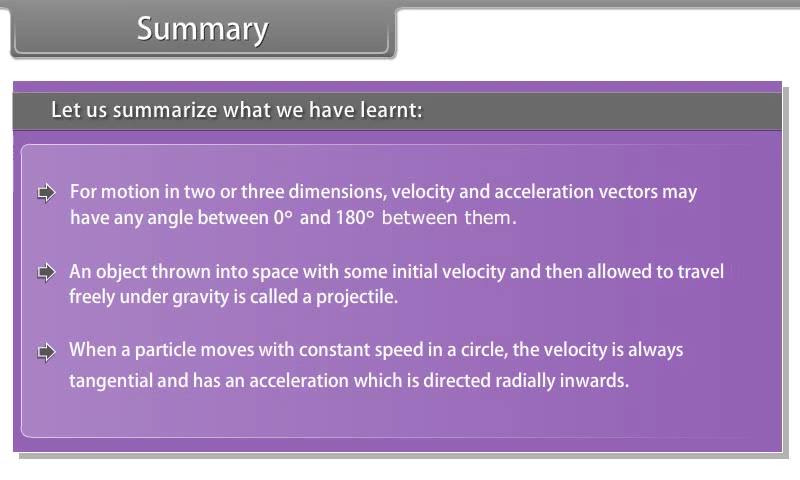 Summary
Let us summarize what we have learnt:
For motion in two or three dimensions, velocity and acceleration vectors may
have any angle between 0° and 180° between them.
An object thrown into space with some initial velocity and then allowed to travel
freely under gravity is called a projectile.
When a particle moves with constant speed in a circle, the velocity is always
tangential and has an acceleration which is directed radially inwards.